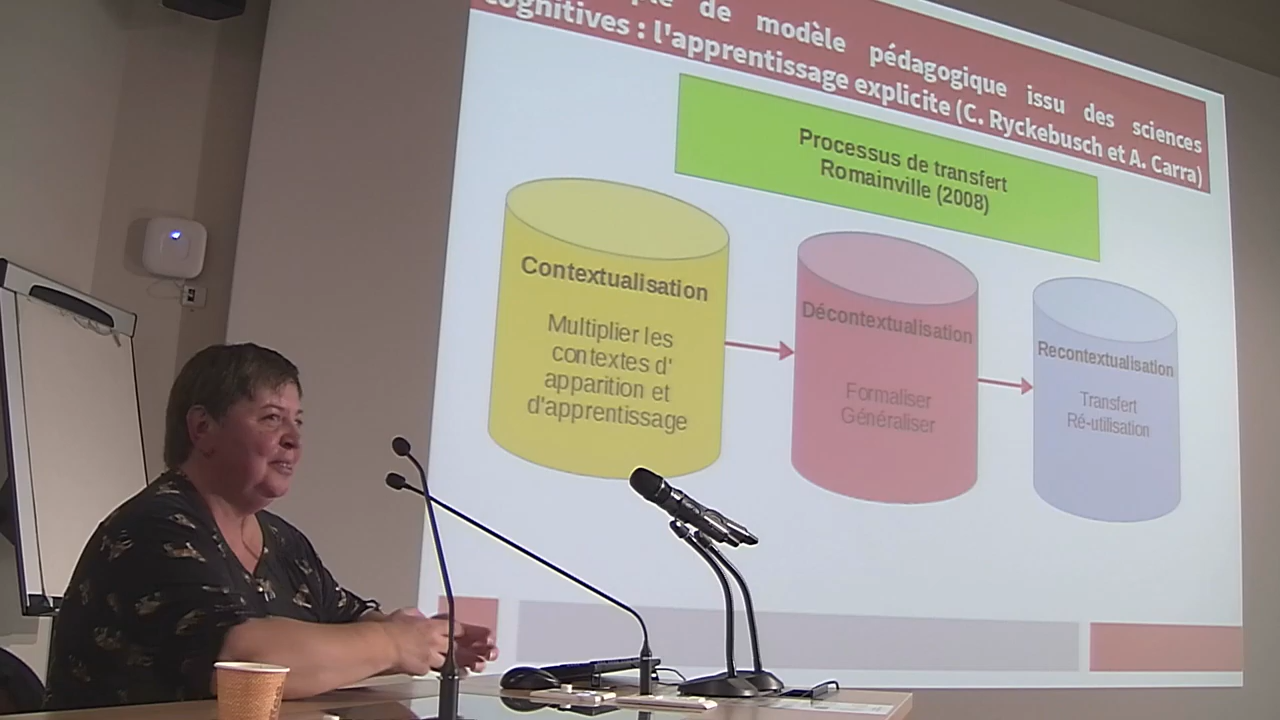 de modèle pédagogique issu des sciences
cognitives : l'apprentissage explicite (C. Ryckebusch et A. Carra)
Processus de transfert
Romainville (2008)
Contextualisation
Multiplier les
contextes d'
apparition et
d'apprentissage
Décontextualisation
Formaliser
Généraliser
Recontextualisation
Transfert
Ré-utilisation